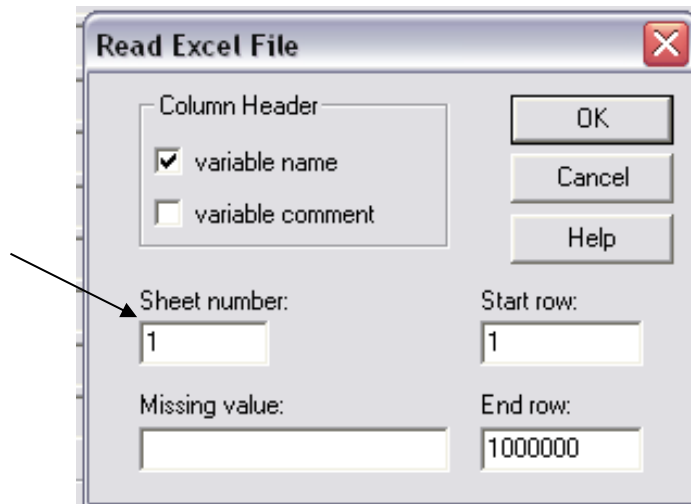 Read Excel File
Column Header
variable name
variable comment
OK
Cancel
Help
Sheet number:
1
Start row:
1
Missing value:
End row:
1000000